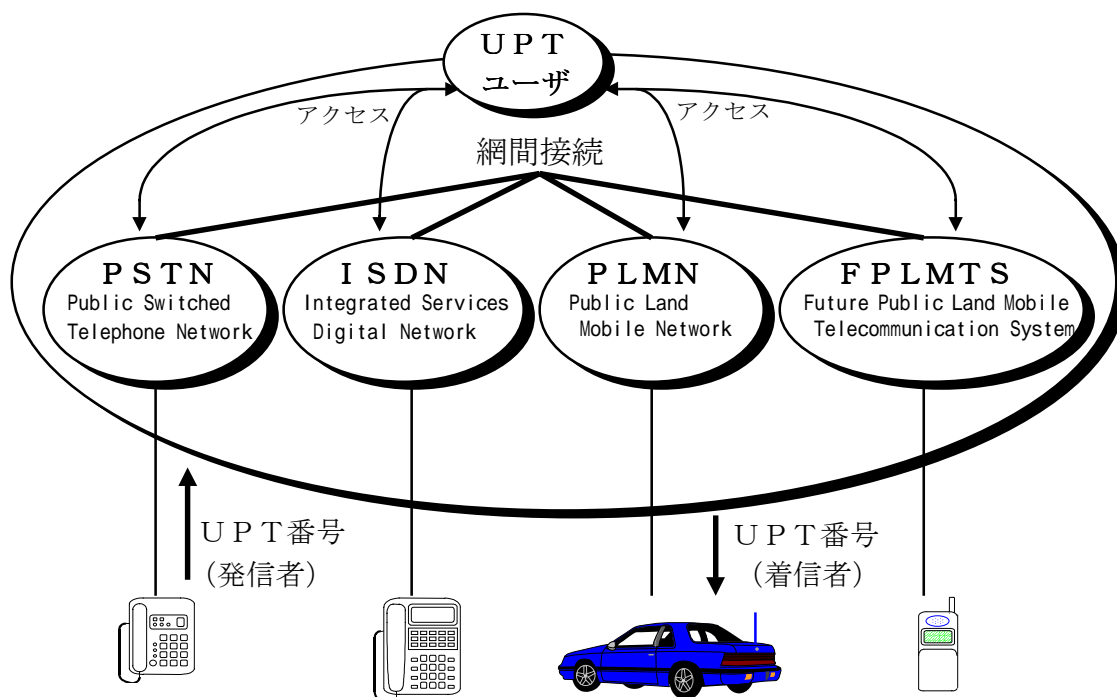 ＵＰＴ
ユーザ
アクセス
アクセス
網間接続
ＰＳＴＮ
Public Switched
Telephone Network
ＩＳＤＮ
Integrated Services
Digital Network
ＰＬＭＮ
Public Land
Mobile Network
ＦＰＬＭＴＳ
Future Public Land Mobile
Telecommunication System
ＵＰＴ番号
（発信者）
ＵＰＴ番号
（着信者）